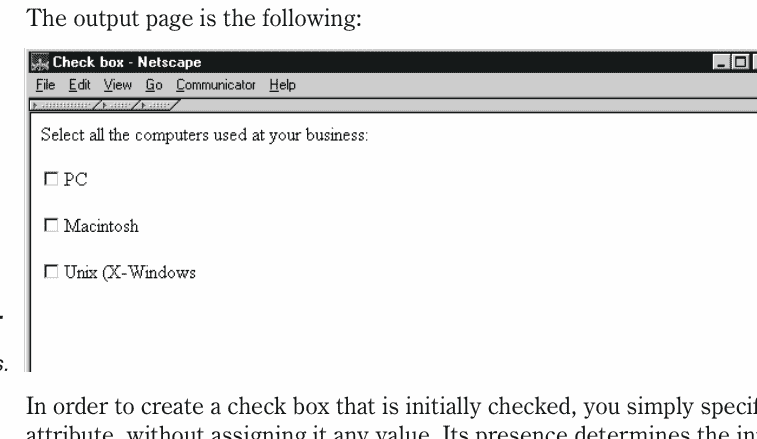 The output page is the following:
Check box - Netscape
File Edit View Go Communicator Help
Select all the computers used at your business:
PC
Macintosh
Unix (X-Windows
s.
In order to create a check box that is initially checked, you simply specif
attribute, without assigning it any value. Its presence determines the